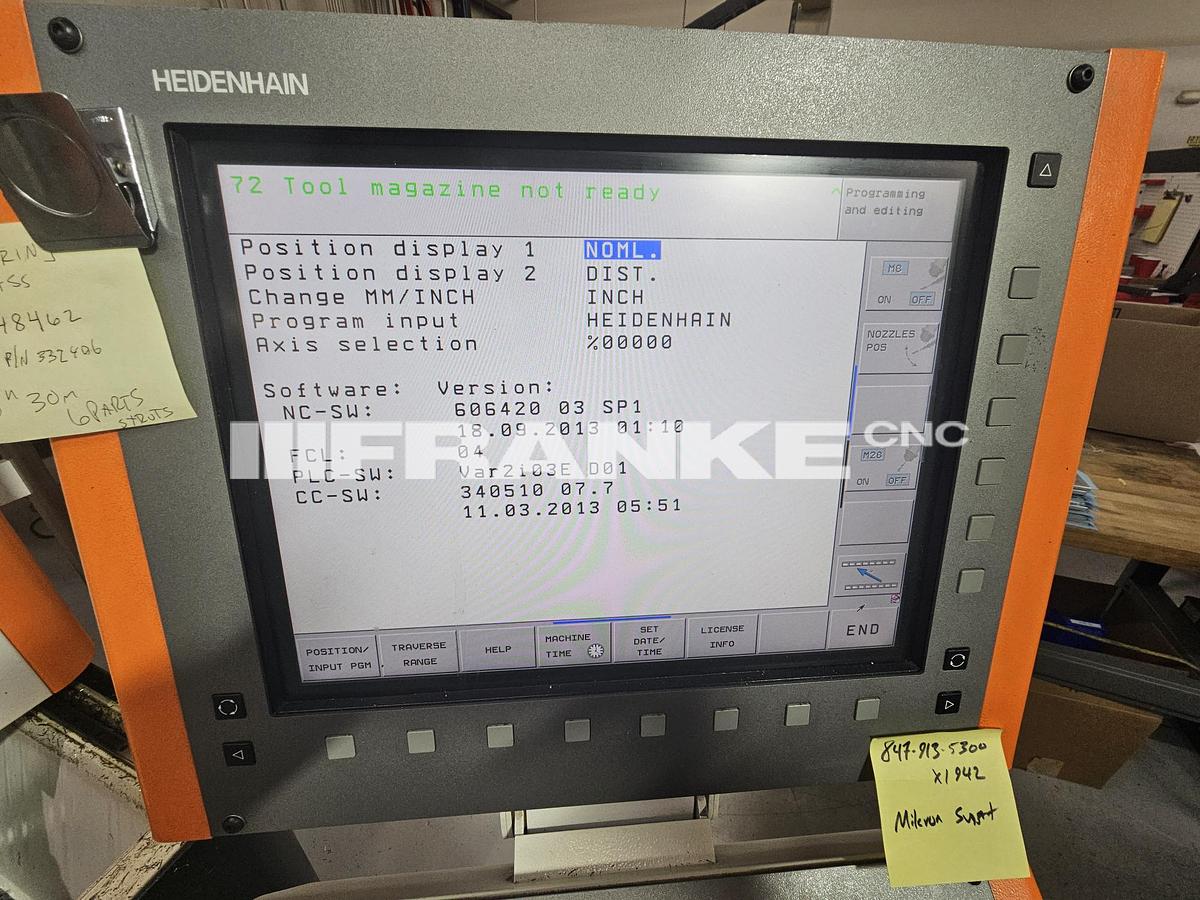 HEIDENHAIN
72 Tool magazine not ready
Programming
and editing
Position display 1 NOML.
Position display 2 DIST.
Change MM/INCH INCH
Program input HEIDENHAIN
Axis selection %00000
Software: Version:
NC-SW: 606420 03 SP1
18.09.2013 01:10
FCL: 04
PLC-SW: Var2i03E D01
CC-SW: 340510 07.7
11.03.2013 05:51
M8
ON OFF
NOZZLES
POS
M26
ON OFF
POSITION/
INPUT PGM
TRAVERSE
RANGE
HELP
MACHINE
TIME
SET
DATE/
TIME
LICENSE
INFO
END
FRANKE CNC
48462
P/N 332406
30m
6 PARTS
STRUTS
847-913-5300
x1942
Mikron